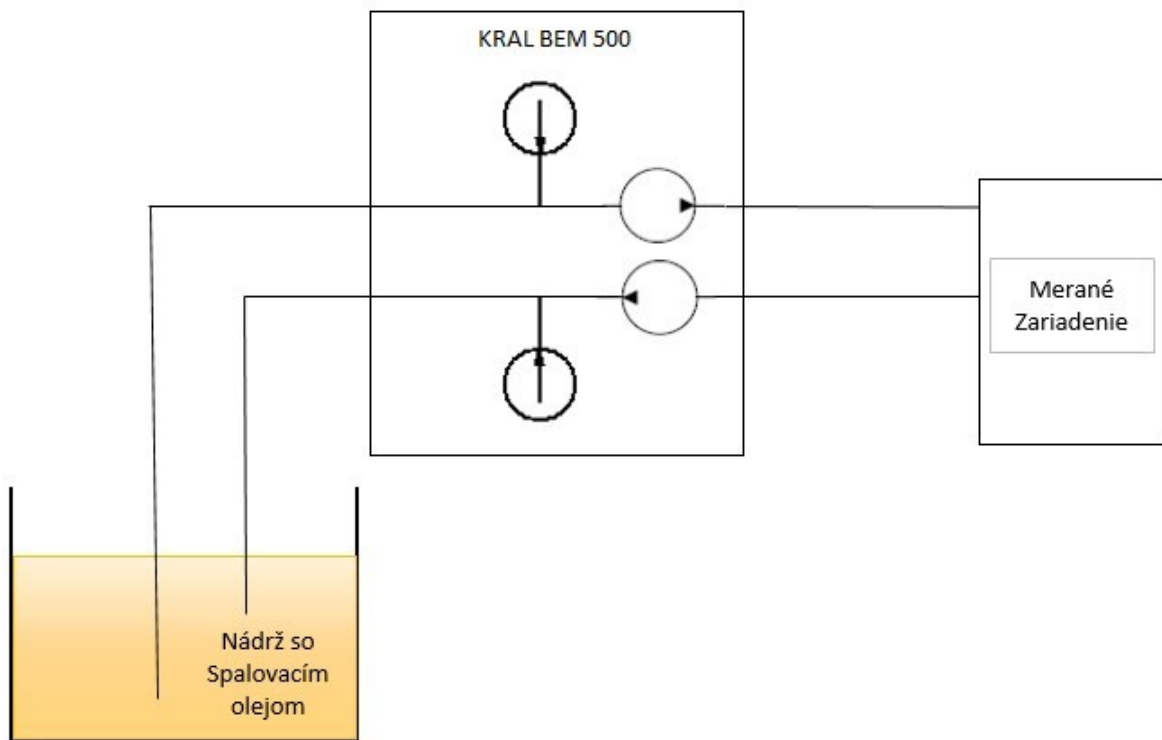 KRAL BEM 500
Merané
Zariadenie
Nádrž so
Spalovacím
olejom